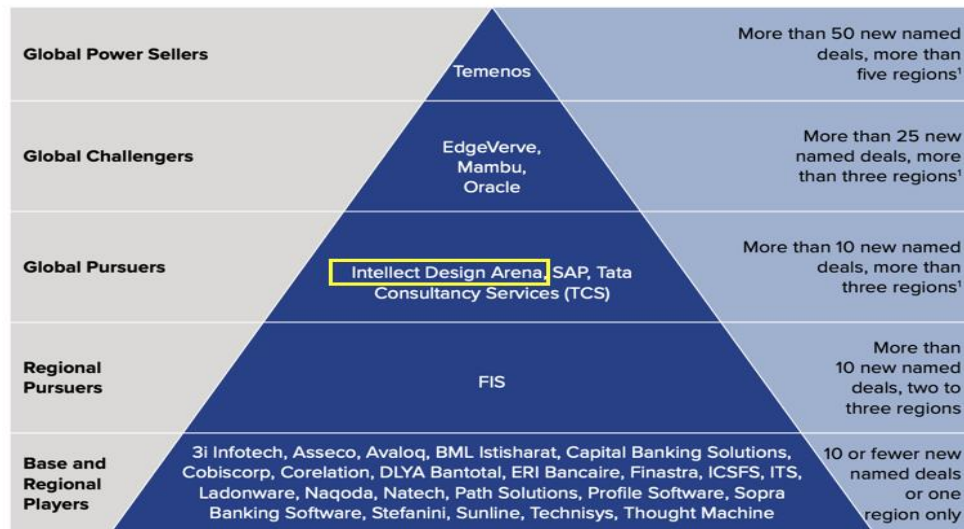 Global Power Sellers
Temenos
More than 50 new named
deals, more than
five regions¹
Global Challengers
EdgeVerve,
Mambu,
Oracle
More than 25 new
named deals, more
than three regions¹
Global Pursuers
Intellect Design Arena, SAP, Tata
Consultancy Services (TCS)
More than 10 new named
deals, more than
three regions¹
Regional
Pursuers
FIS
More than
10 new named
deals, two to
three regions
Base and
Regional
Players
3i Infotech, Asseco, Avaloq, BML Istisharat, Capital Banking Solutions,
Cobiscorp, Corelation, DLYA Bantotal, ERI Bancaire, Finastra, ICSFS, ITS,
Ladonware, Naqoda, Natech, Path Solutions, Profile Software, Sopra
Banking Software, Stefanini, Sunline, Technisys, Thought Machine
10 or fewer new
named deals
or one
region only